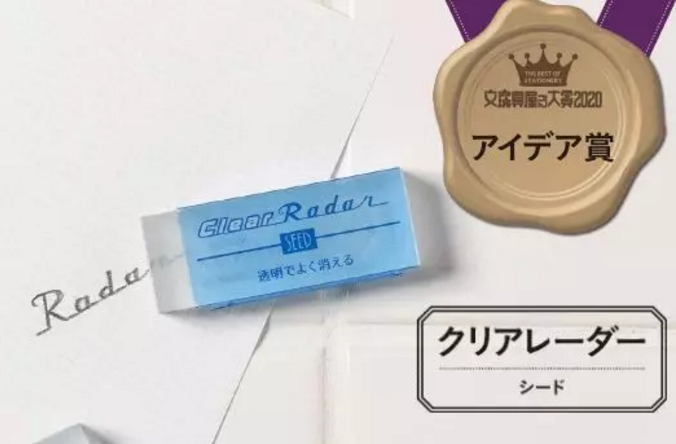 THE BEST OF
STATIONERY
文房具屋さん大賞2020
アイデア賞
Clear Radar
SEED
透明でよく消える
Rada
クリアレーダー
シード